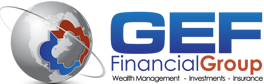 GEF
FinancialGroup
Wealth Management - Investments - Insurance